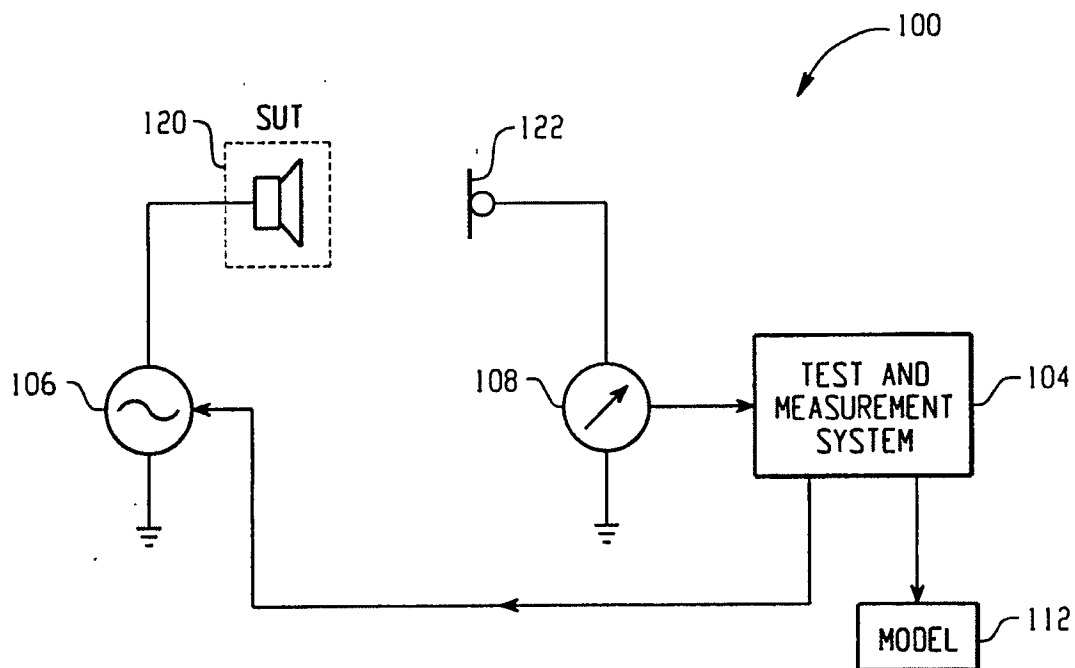 100
120
SUT
122
106
108
TEST AND
MEASUREMENT
SYSTEM
104
MODEL
112